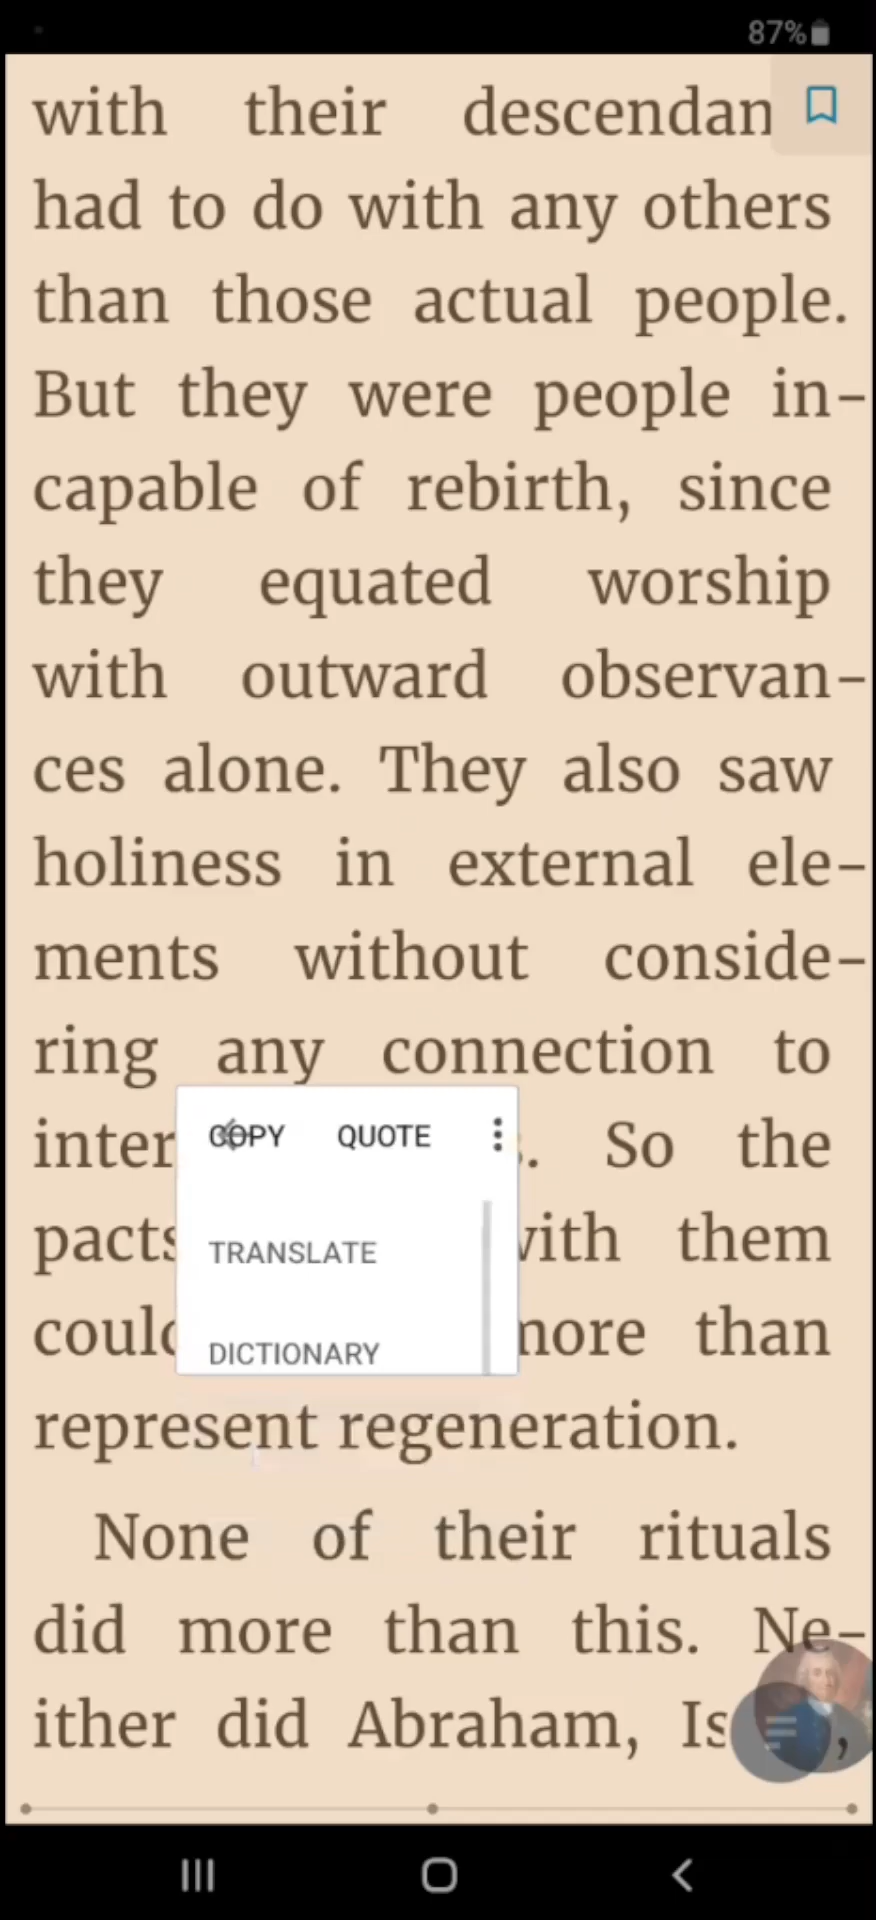 87%
with their descendan
had to do with any others
than those actual people.
But they were people in-
capable of rebirth, since
they equated worship
with outward observan-
ces alone. They also saw
holiness in external ele-
ments without conside-
ring any connection to
inter . So the
pacts with them
could more than
represent regeneration.
None of their rituals
did more than this. Ne-
ither did Abraham, Is ,
COPY QUOTE
TRANSLATE
DICTIONARY